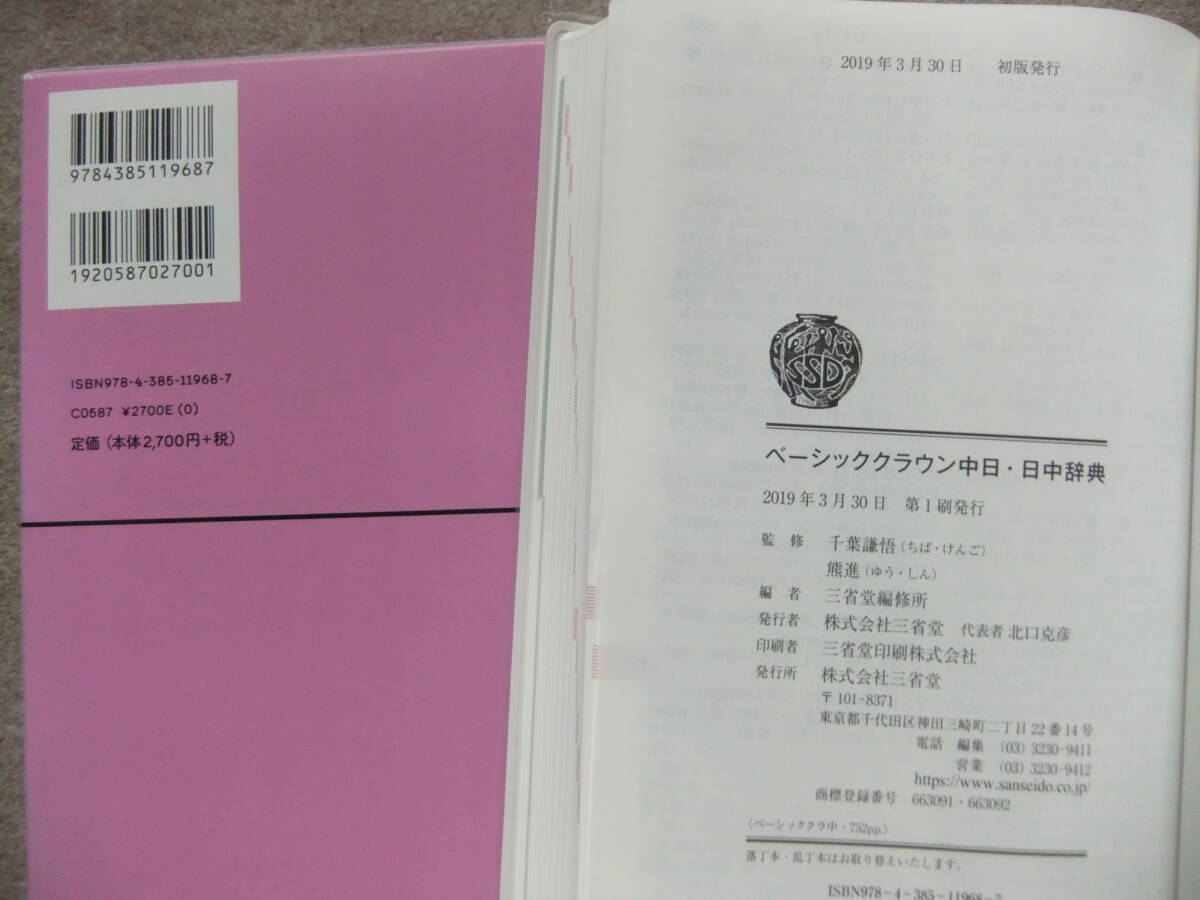 9784385119687
1920587027001
ISBN978-4-385-11968-7
C0587 ¥2700E (0)
定価 (本体2,700円+税)
2019年3月30日 初版発行
SSD
ベーシッククラウン中日・日中辞典
2019年3月30日 第1刷発行
監修 千葉謙悟(ちば・けんご)
熊進(ゆう・しん)
編者 三省堂編修所
発行者 株式会社三省堂 代表者 北口克彦
印刷者 三省堂印刷株式会社
発行所 株式会社三省堂
〒101-8371
東京都千代田区神田三崎町二丁目22番14号
電話 編集 (03) 3230-9411
営業 (03) 3230-9412
https://www.sanseido.co.jp/
商標登録番号 663091・663092
〈ベーシッククラ中・752pp.〉
落丁本・乱丁本はお取り替えいたします。
ISBN978-4-385-11968-7